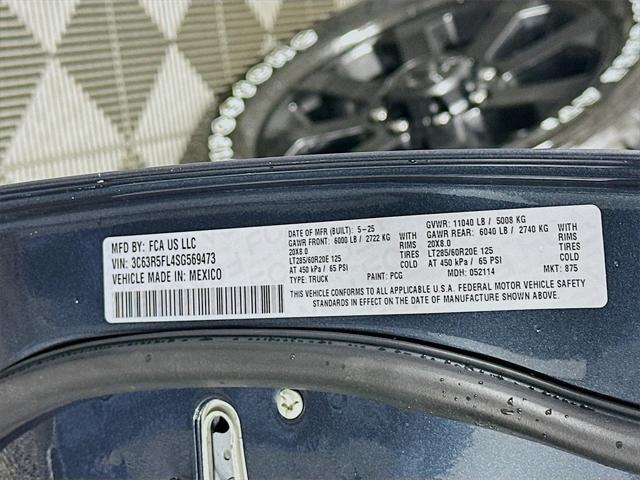 MFD BY: FCA US LLC
VIN: 3C63R5FL4SG569473
VEHICLE MADE IN: MEXICO
DATE OF MFR (BUILT): 5-25
GAWR FRONT: 6000 LB / 2722 KG WITH
20X8.0 TIRES
LT285/60R20E 125 RIMS AT
AT 450 kPa / 65 PSI COLD
TYPE: TRUCK PAINT: PCG
GVWR: 11040 LB / 5008 KG
GAWR REAR: 6040 LB / 2740 KG WITH
20X8.0 TIRES
LT285/60R20E 125 RIMS AT
AT 450 kPa / 65 PSI COLD
MDH: 052114 MKT: 875
THIS VEHICLE CONFORMS TO ALL APPLICABLE U.S.A. FEDERAL MOTOR VEHICLE SAFETY
STANDARDS IN EFFECT ON THE DATE OF MANUFACTURE SHOWN ABOVE.